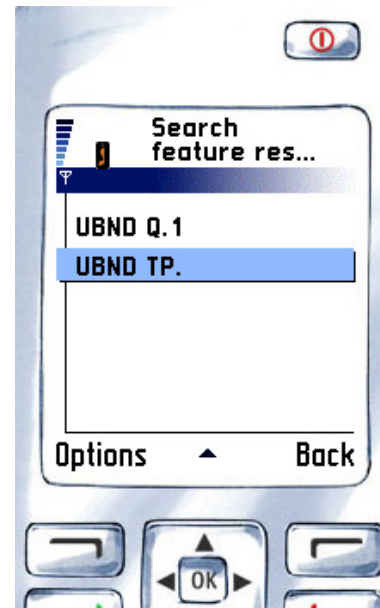 Search
feature res...
UBND Q.1
UBND TP.
Options
Back
OK